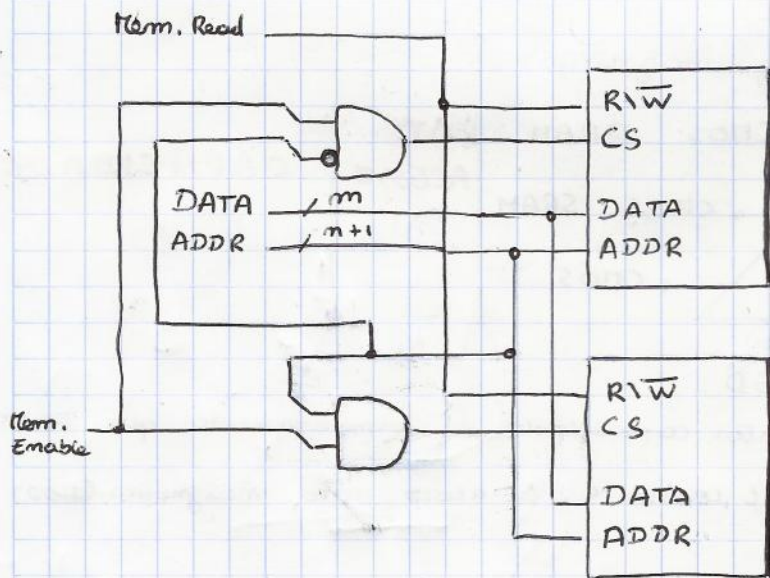 Mem. Read
R\W̅
CS
DATA m
ADDR n+1
DATA
ADDR
Mem.
Enable
R\W̅
CS
DATA
ADDR